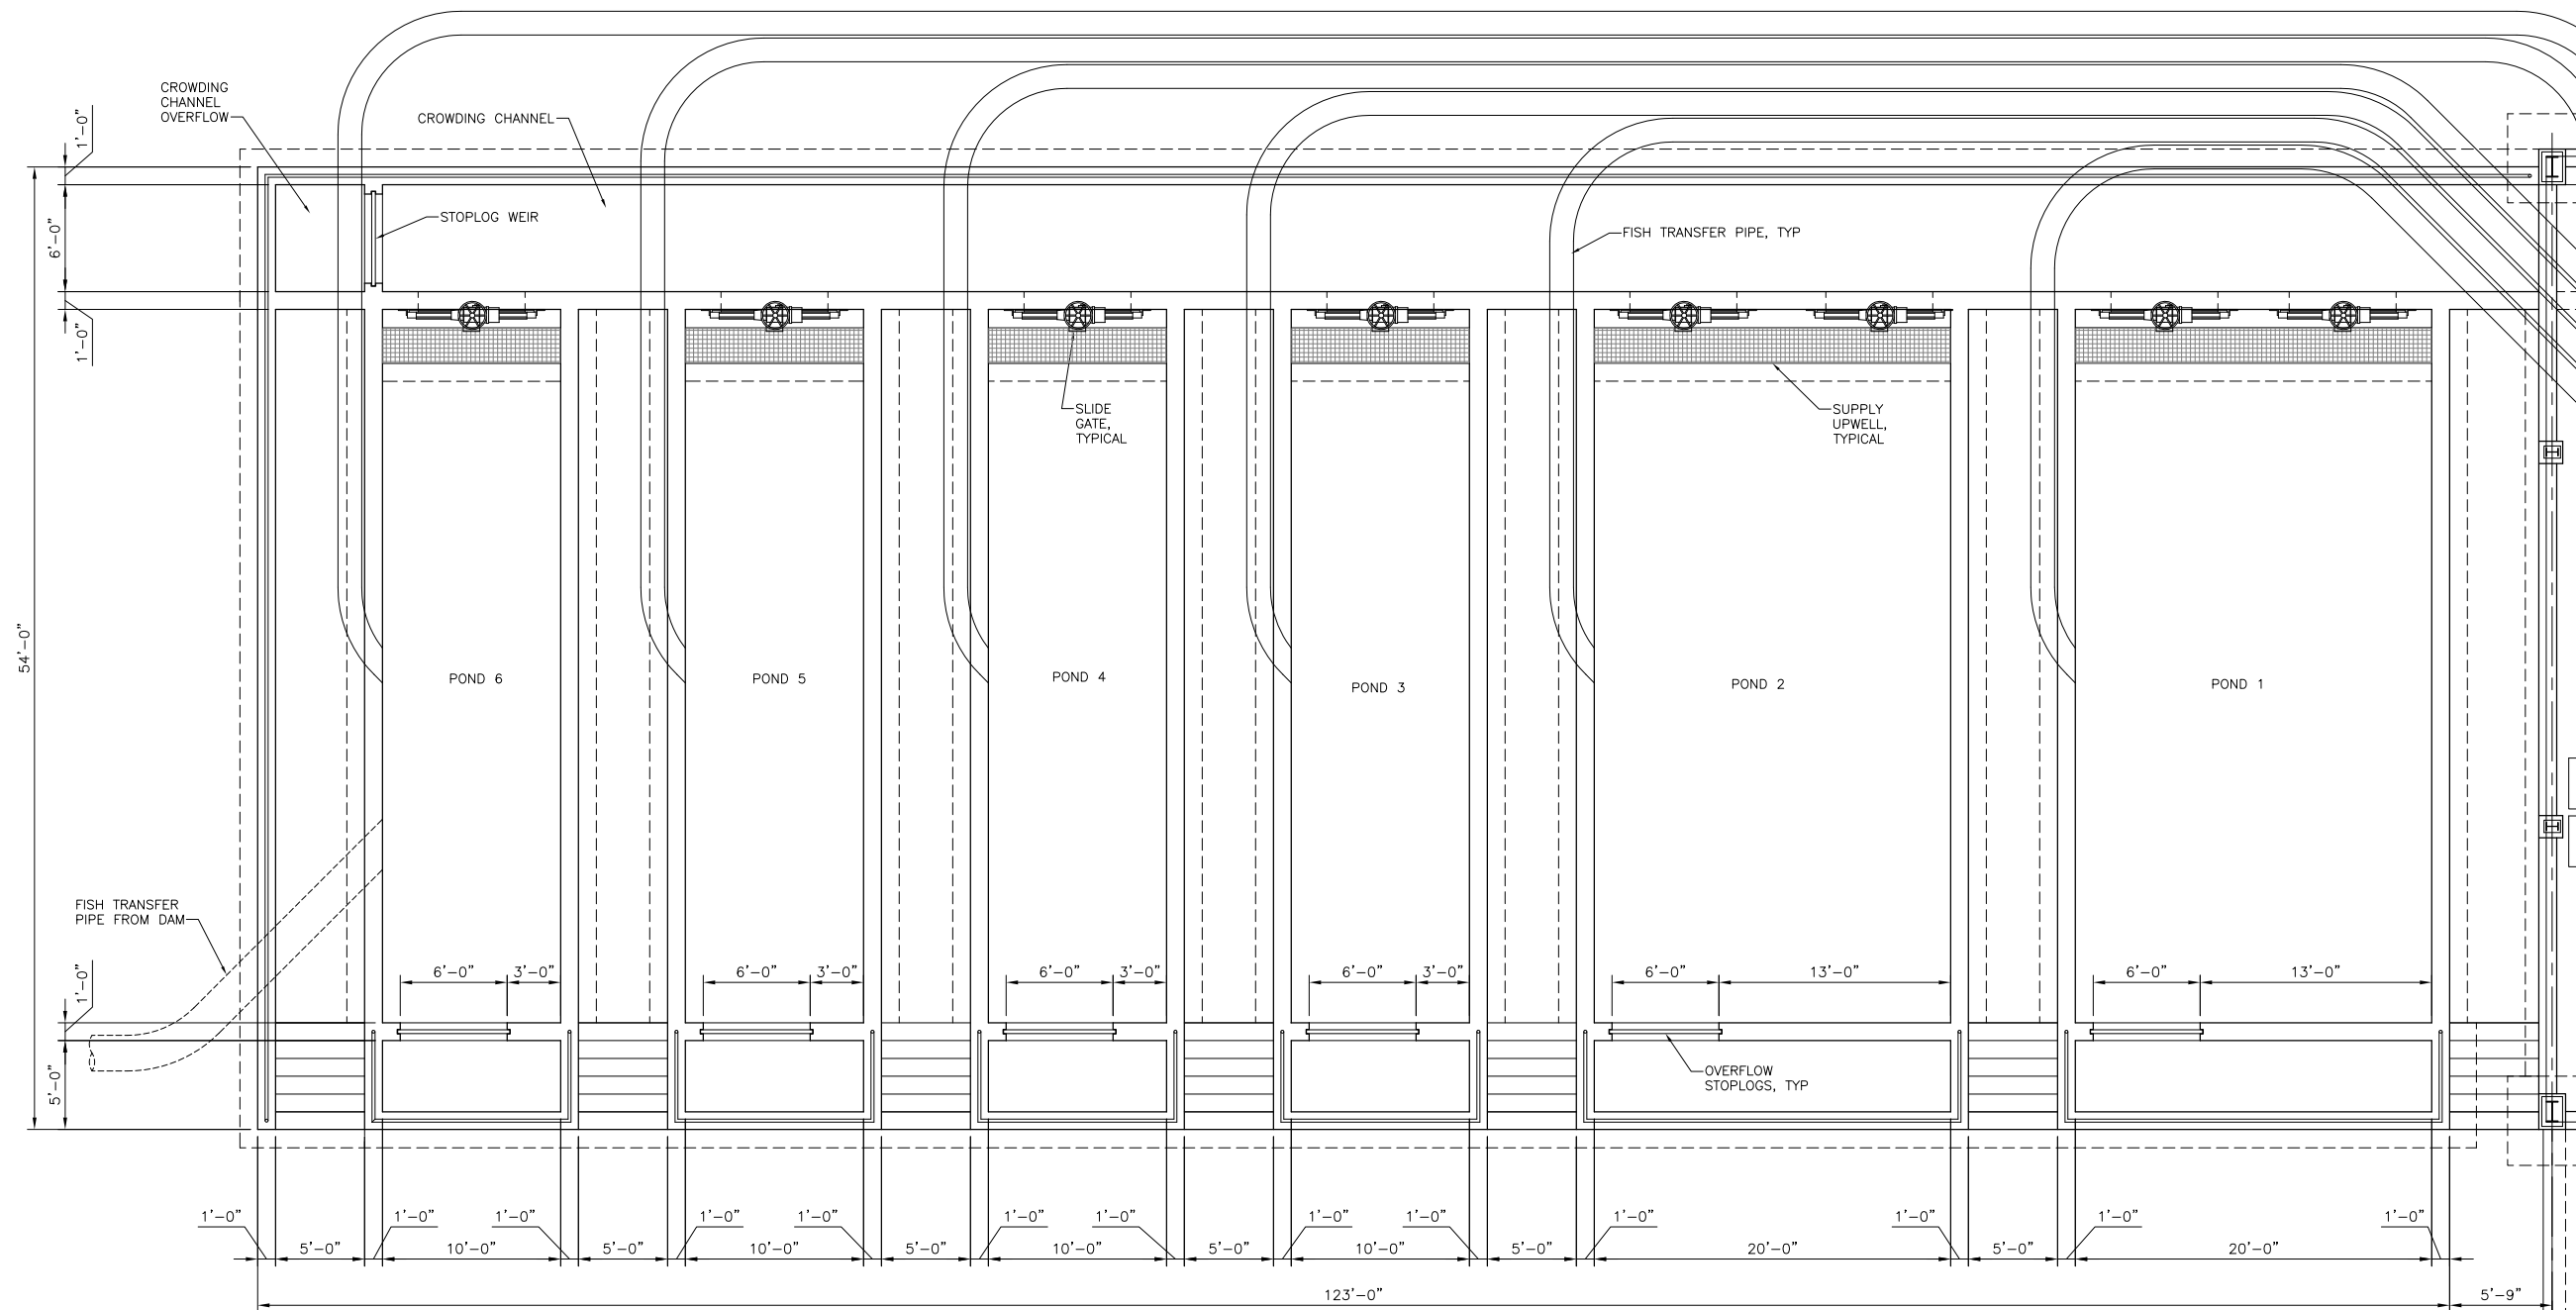 CROWDING
CHANNEL
OVERFLOW
CROWDING CHANNEL
1'-0"
STOPLOG WEIR
6'-0"
FISH TRANSFER PIPE, TYP
1'-0"
SLIDE
GATE,
TYPICAL
SUPPLY
UPWELL,
TYPICAL
54'-0"
POND 6
POND 5
POND 4
POND 3
POND 2
POND 1
FISH TRANSFER
PIPE FROM DAM
1'-0"
6'-0" 3'-0"
6'-0" 3'-0"
6'-0" 3'-0"
6'-0" 3'-0"
6'-0" 13'-0"
6'-0" 13'-0"
5'-0"
OVERFLOW
STOPLOGS, TYP
1'-0" 1'-0" 1'-0" 1'-0" 1'-0" 1'-0" 1'-0" 1'-0" 1'-0" 1'-0" 1'-0" 1'-0" 1'-0"
5'-0" 10'-0" 5'-0" 10'-0" 5'-0" 10'-0" 5'-0" 10'-0" 5'-0" 20'-0" 5'-0" 20'-0"
123'-0" 5'-9"